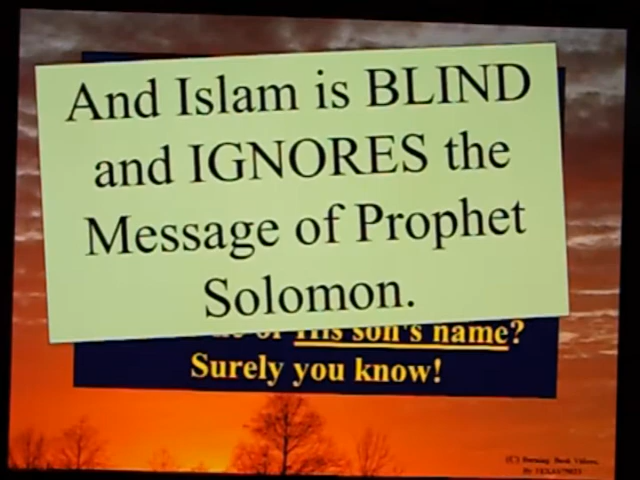 And Islam is BLIND
and IGNORES the
Message of Prophet
Solomon.
His son's name?
Surely you know!